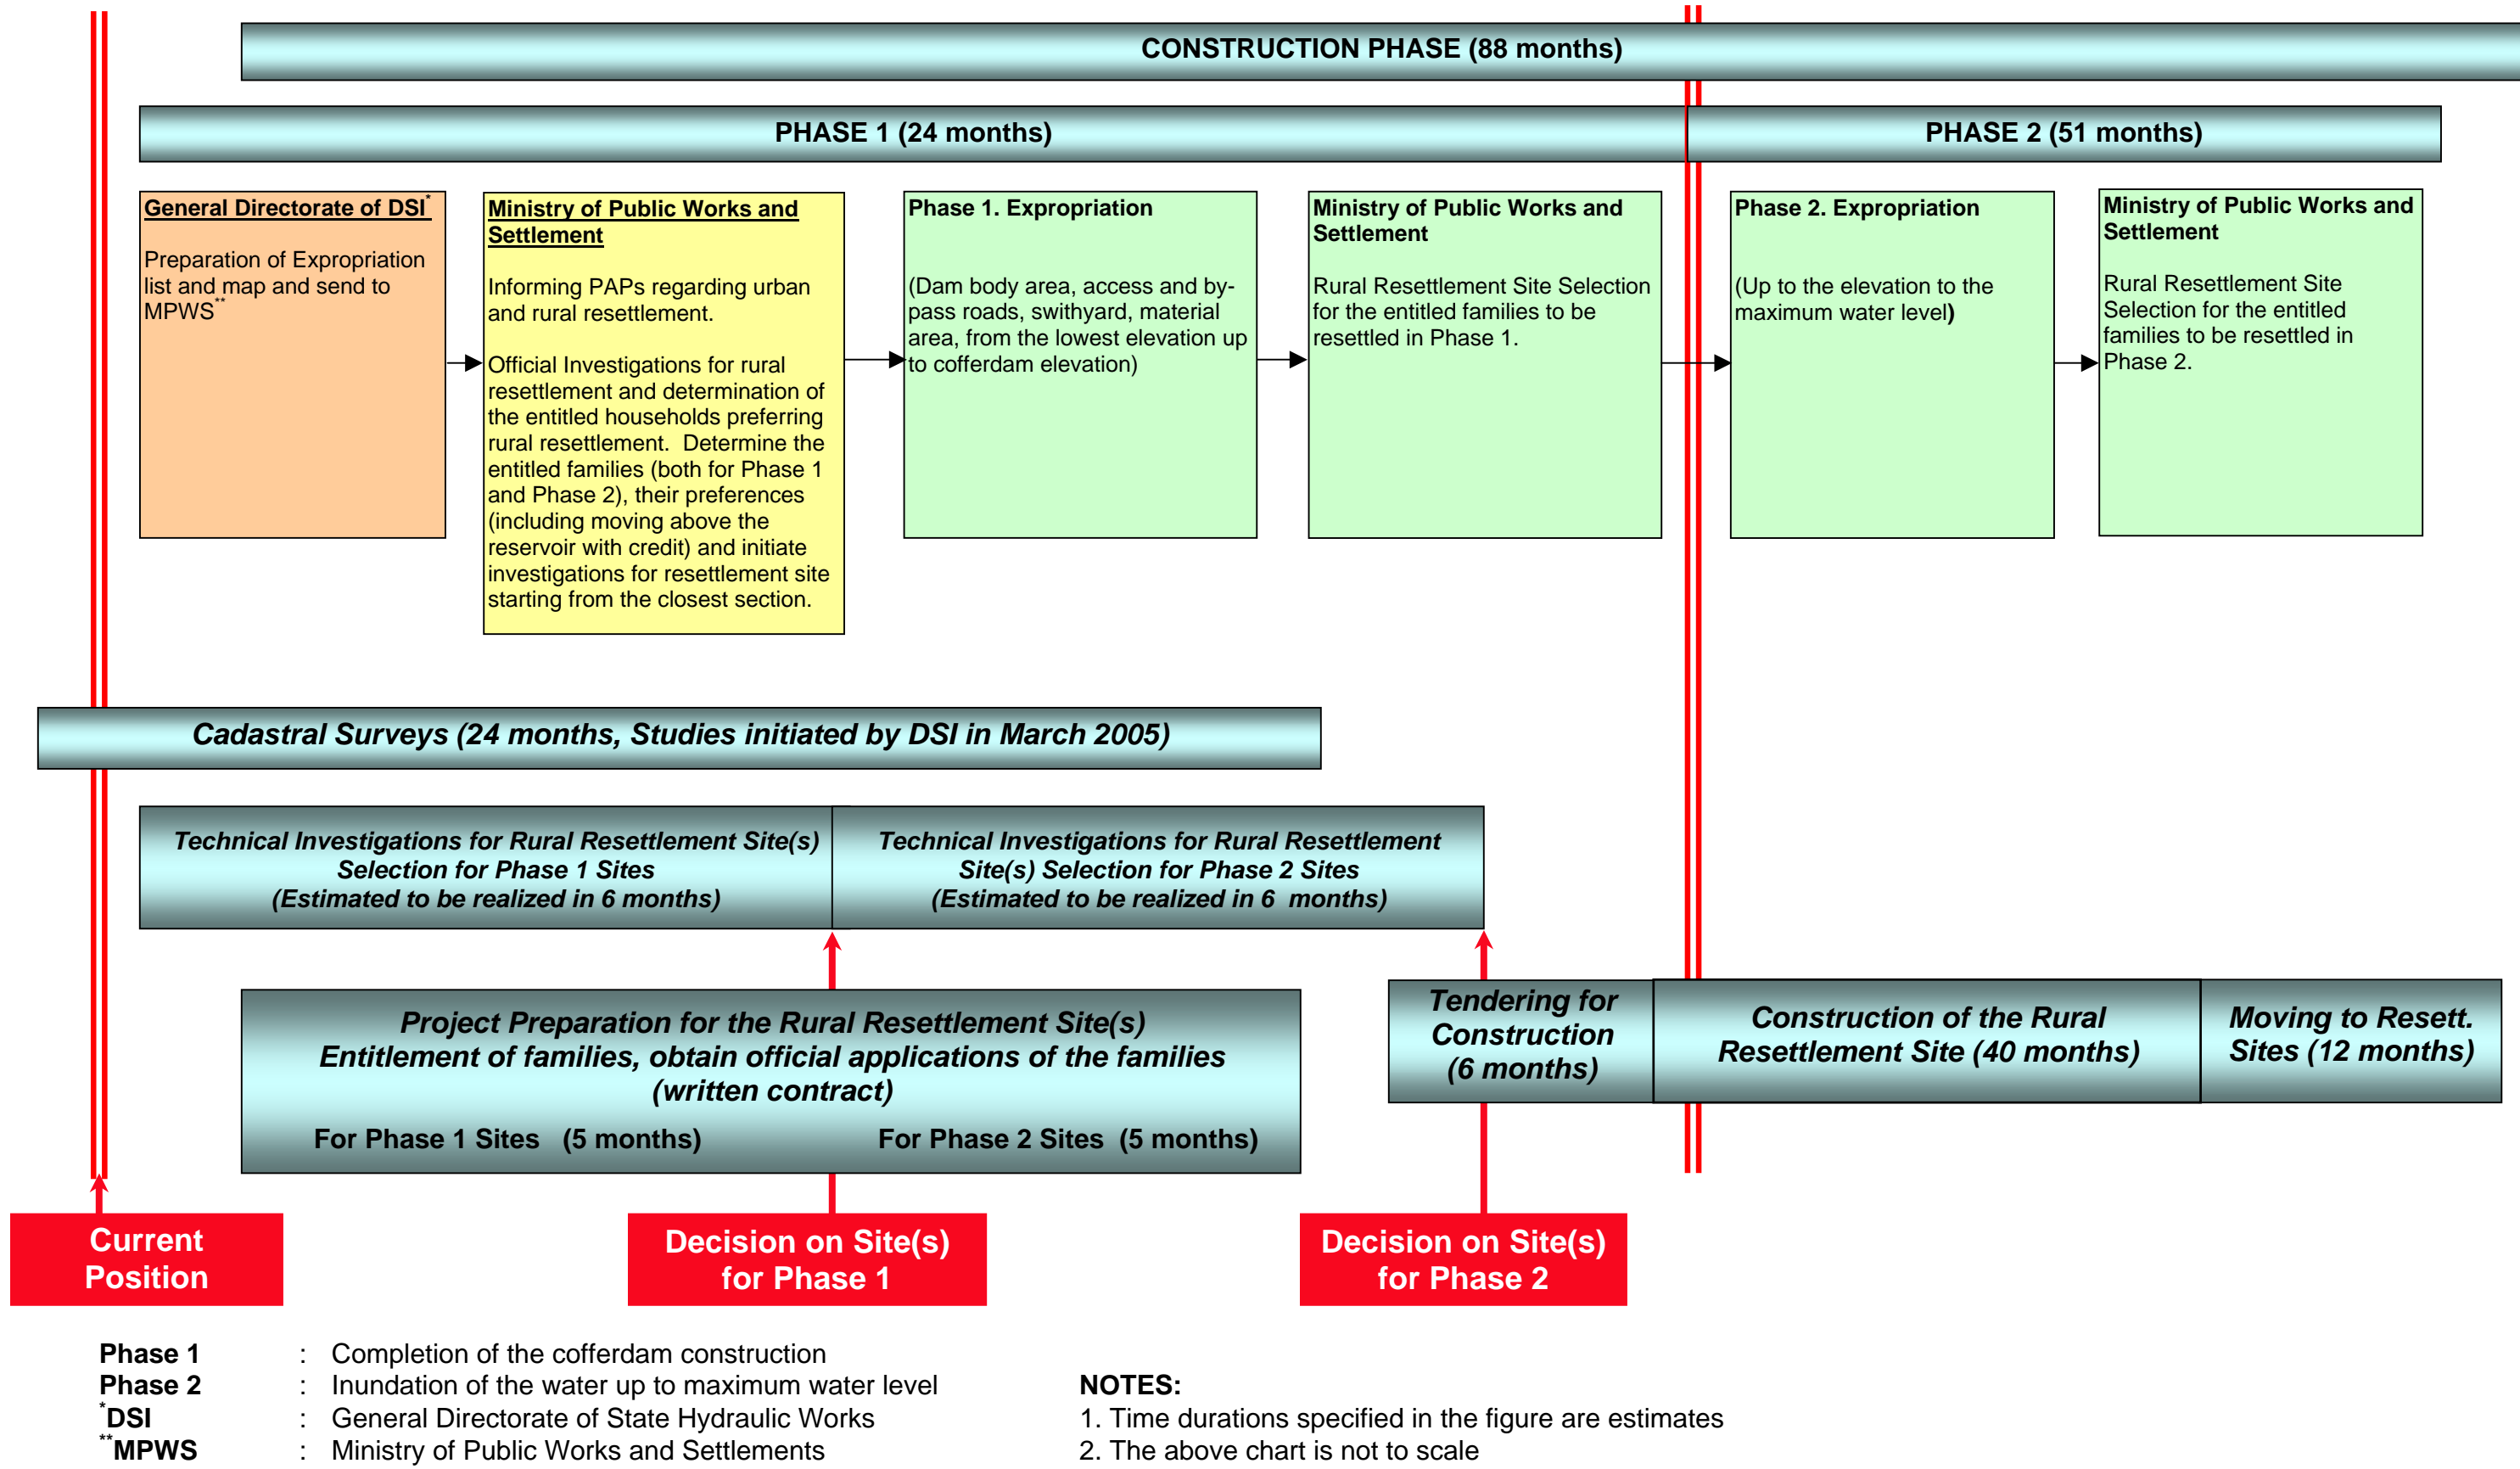 CONSTRUCTION PHASE (88 months)
PHASE 1 (24 months)
PHASE 2 (51 months)
General Directorate of DSI*
Preparation of Expropriation
list and map and send to
MPWS**
Ministry of Public Works and
Settlement
Informing PAPs regarding urban
and rural resettlement.
Official Investigations for rural
resettlement and determination of
the entitled households preferring
rural resettlement.  Determine the
entitled families (both for Phase 1
and Phase 2), their preferences
(including moving above the
reservoir with credit) and initiate
investigations for resettlement site
starting from the closest section.
Phase 1. Expropriation
(Dam body area, access and by-
pass roads, swithyard, material
area, from the lowest elevation up
to cofferdam elevation)
Ministry of Public Works and
Settlement
Rural Resettlement Site Selection
for the entitled families to be
resettled in Phase 1.
Phase 2. Expropriation
(Up to the elevation to the
maximum water level)
Ministry of Public Works and
Settlement
Rural Resettlement Site
Selection for the entitled
families to be resettled in
Phase 2.
Cadastral Surveys (24 months, Studies initiated by DSI in March 2005)
Technical Investigations for Rural Resettlement Site(s)
Selection for Phase 1 Sites
(Estimated to be realized in 6 months)
Technical Investigations for Rural Resettlement
Site(s) Selection for Phase 2 Sites
(Estimated to be realized in 6  months)
Project Preparation for the Rural Resettlement Site(s)
Entitlement of families, obtain official applications of the families
(written contract)
For Phase 1 Sites   (5 months)
For Phase 2 Sites  (5 months)
Tendering for
Construction
(6 months)
Construction of the Rural
Resettlement Site (40 months)
Moving to Resett.
Sites (12 months)
Current
Position
Decision on Site(s)
for Phase 1
Decision on Site(s)
for Phase 2
Phase 1 : Completion of the cofferdam construction
Phase 2 : Inundation of the water up to maximum water level
*DSI : General Directorate of State Hydraulic Works
**MPWS : Ministry of Public Works and Settlements
NOTES:
1. Time durations specified in the figure are estimates
2. The above chart is not to scale